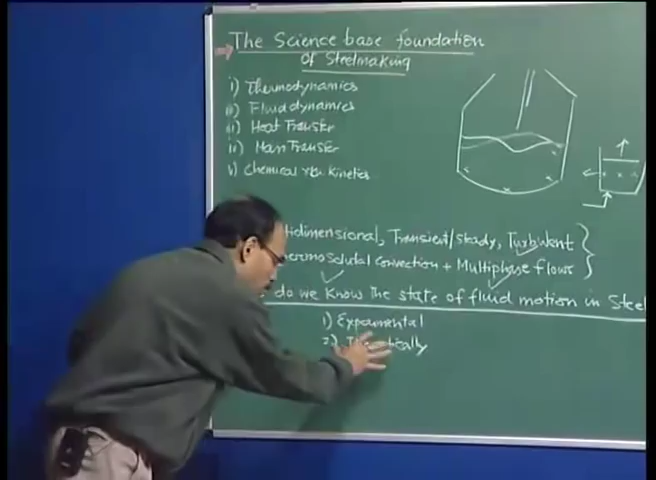 The Science base foundation
of Steelmaking
i) Thermodynamics
ii) Fluid dynamics
iii) Heat Transfer
iv) Mass Transfer
v) Chemical rxn kinetics
tidimensional, Transient/Steady, Turbulent
ermosolutal convection + Multiphase flows
do we know the state of fluid motion in Steel
1) Experimental
2)